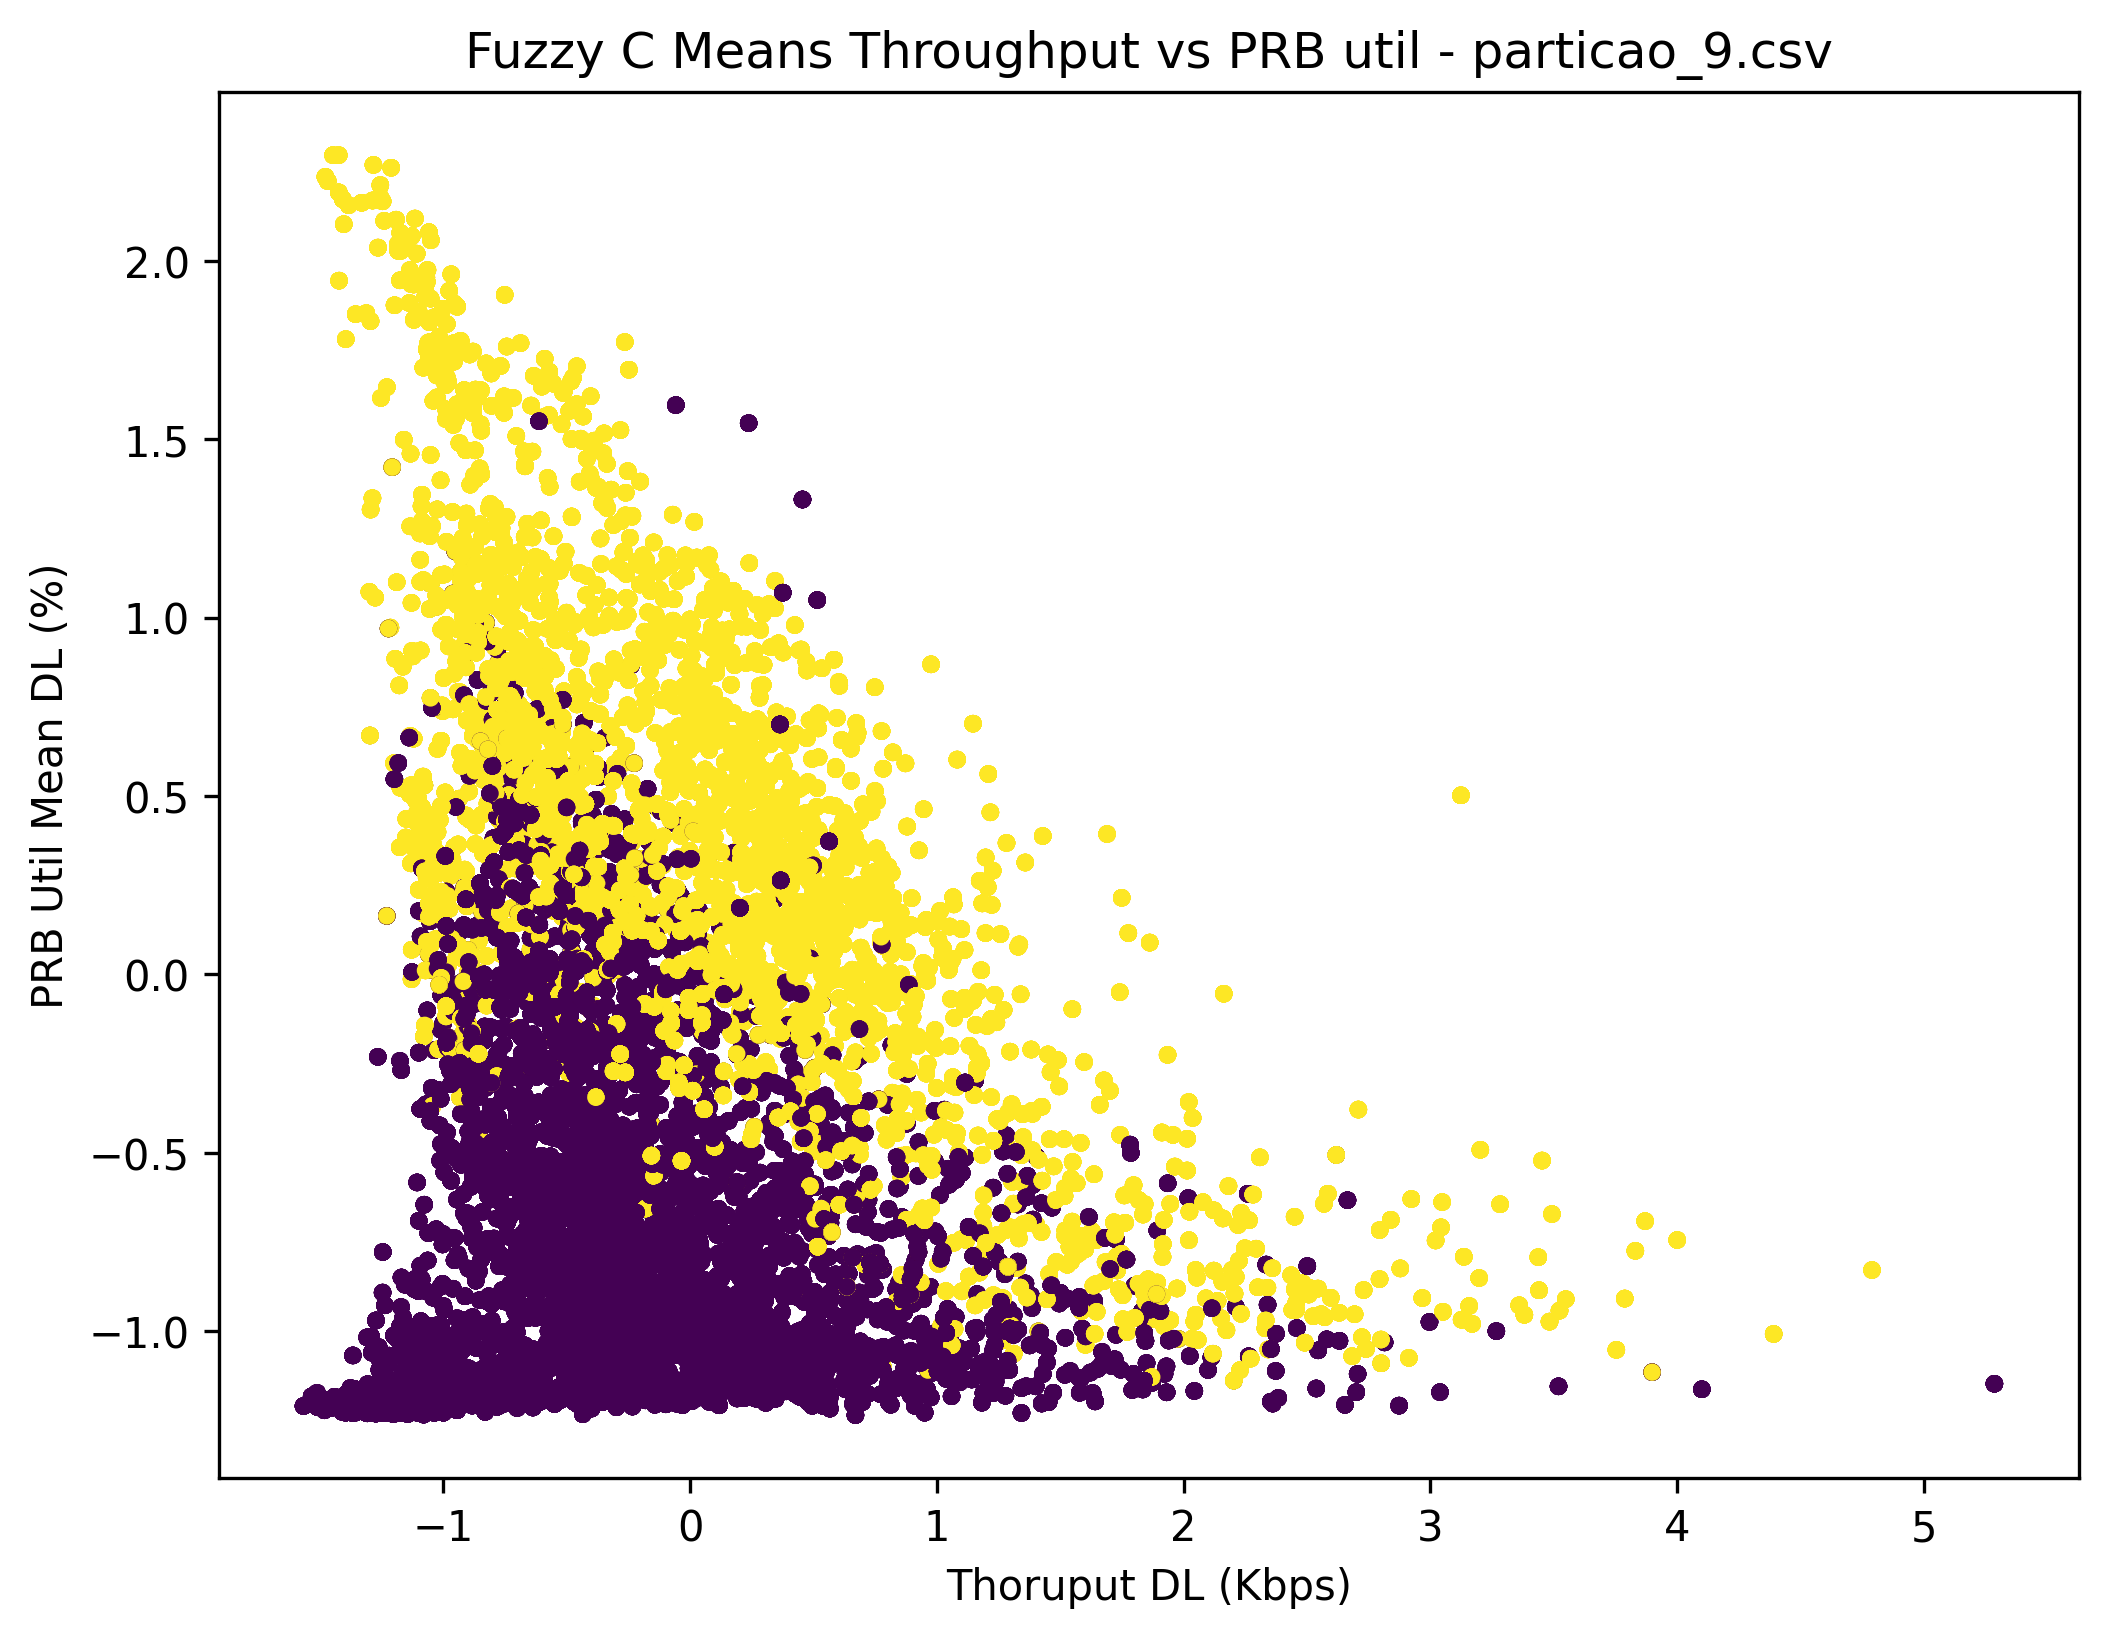 Fuzzy C Means Throughput vs PRB util - particao_9.csv
PRB Util Mean DL (%)
2.0
1.5
1.0
0.5
0.0
−0.5
−1.0
−1 0 1 2 3 4 5
Thoruput DL (Kbps)